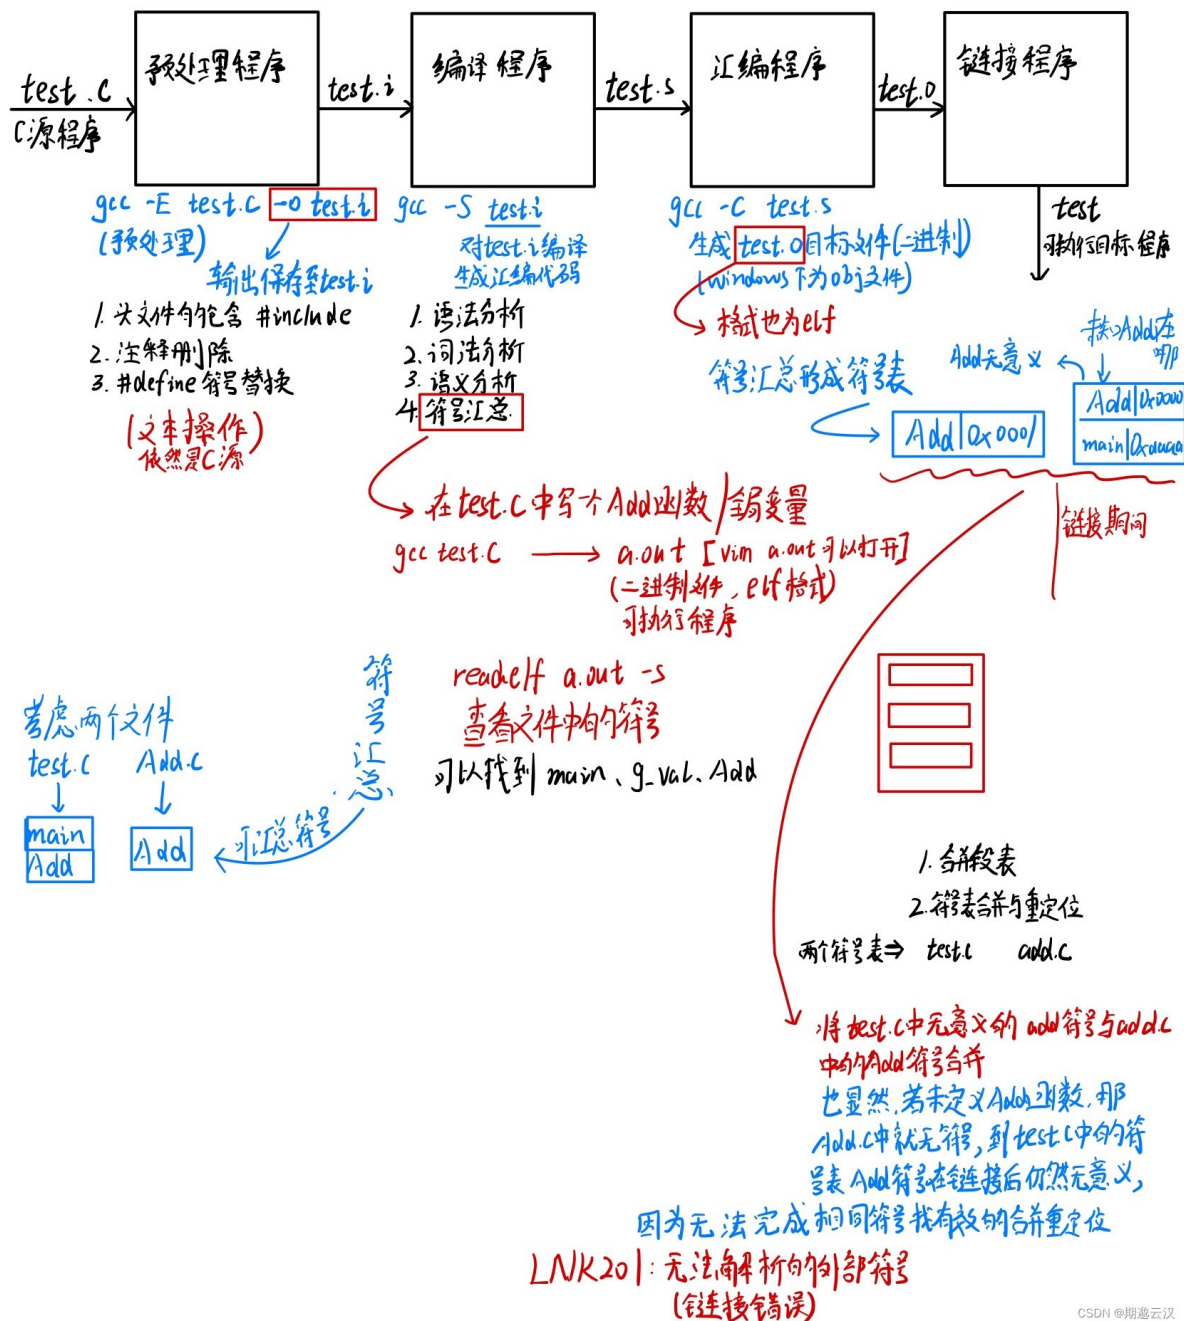 预处理程序
编译程序
汇编程序
链接程序
test.c
C源程序
test.i
test.s
test.o
gcc -E test.c -o test.i
(预处理)
输出保存至test.i
1. 头文件的包含 #include
2. 注释删除
3. #define 符号替换
(文本操作)
依然是C源
gcc -S test.i
对test.i编译
生成汇编代码
1. 语法分析
2. 词法分析
3. 语义分析
4. 符号汇总
gcc -C test.s
生成test.o目标文件(二进制)
(windows下为obj文件)
格式也为elf
符号汇总形成符号表
Add|0x0001
test
可执行目标程序
Add无意义
Add在
Add|0x0000
main|0xaaaa
链接期间
在test.c中写个Add函数/全局变量
gcc test.c
a.out [vim a.out可以打开]
(二进制文件, elf格式)
可执行程序
readelf a.out -s
查看文件中的符号
可以找到main、g_val、Add
符号汇总
考虑两个文件
test.c Add.c
main
Add
Add
可汇总符号
1. 合并段表
2. 符号表合并与重定位
两个符号表⇒ test.c add.c
将test.c中无意义的add符号与add.c
中的Add符号合并
也显然,若未定义Add函数,那
Add.c中就无符号,到test.c中的符
号表Add符号在链接后仍然无意义,
因为无法完成相同符号找有效的合并重定位
LNK201:无法解析的外部符号
(链接错误)
CSDN @期邀云汉